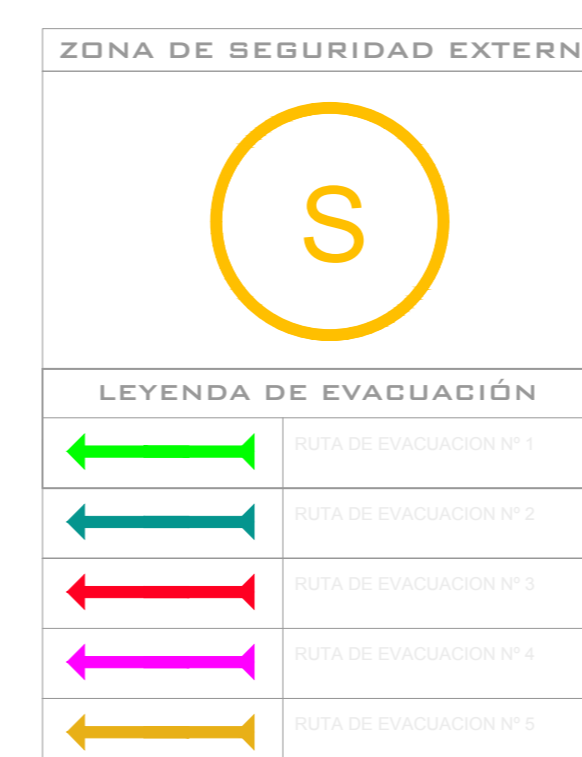 ZONA DE SEGURIDAD EXTERN
S
LEYENDA DE EVACUACIÓN
RUTA DE EVACUACION Nº 1
RUTA DE EVACUACION Nº 2
RUTA DE EVACUACION Nº 3
RUTA DE EVACUACION Nº 4
RUTA DE EVACUACION Nº 5